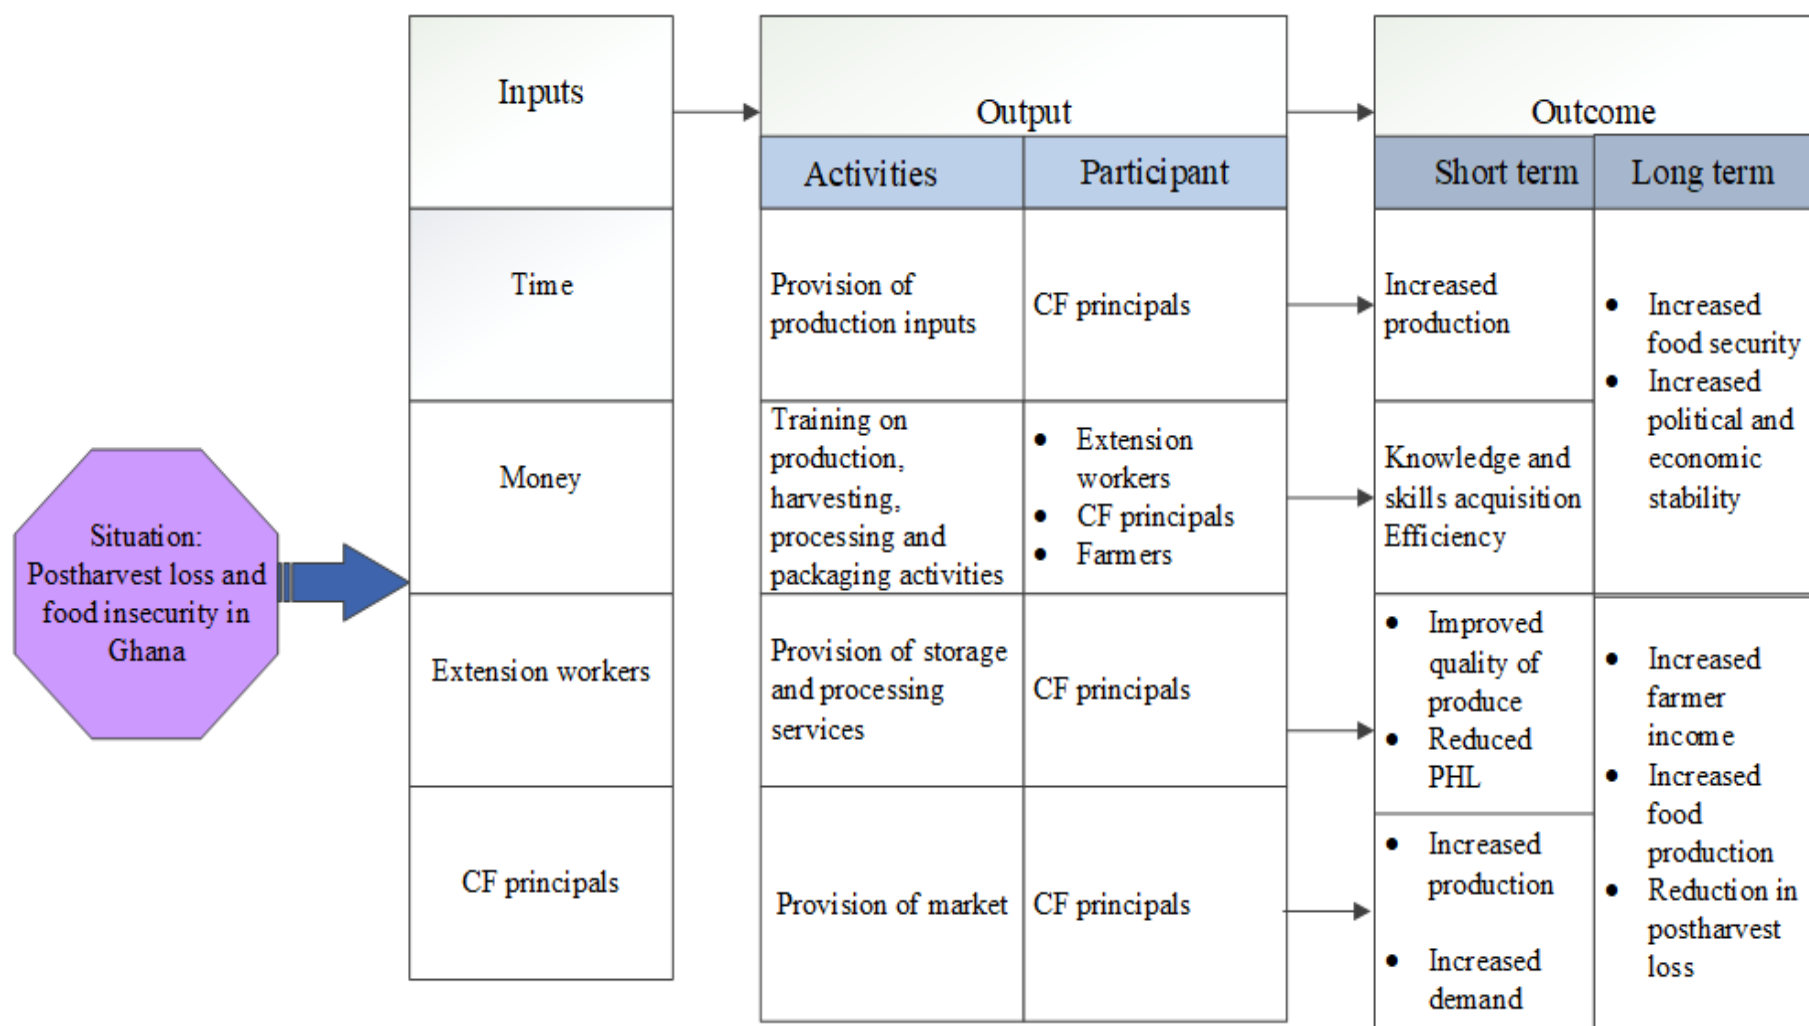 Situation:
Postharvest loss and
food insecurity in
Ghana
Inputs
Time
Money
Extension workers
CF principals
Output
Activities
Participant
Provision of
production inputs
CF principals
Training on
production,
harvesting,
processing and
packaging activities
• Extension
workers
• CF principals
• Farmers
Provision of storage
and processing
services
CF principals
Provision of market
CF principals
Outcome
Short term
Long term
Increased
production
Knowledge and
skills acquisition
Efficiency
• Improved
quality of
produce
• Reduced
PHL
• Increased
production
• Increased
demand
• Increased
food security
• Increased
political and
economic
stability
• Increased
farmer
income
• Increased
food
production
• Reduction in
postharvest
loss